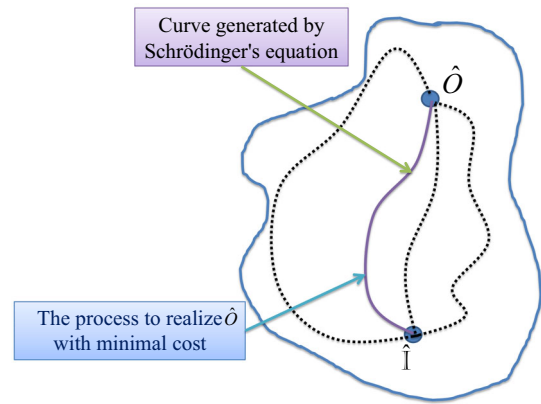 Curve generated by
Schrödinger's equation
Ô
The process to realize Ô
with minimal cost
Î